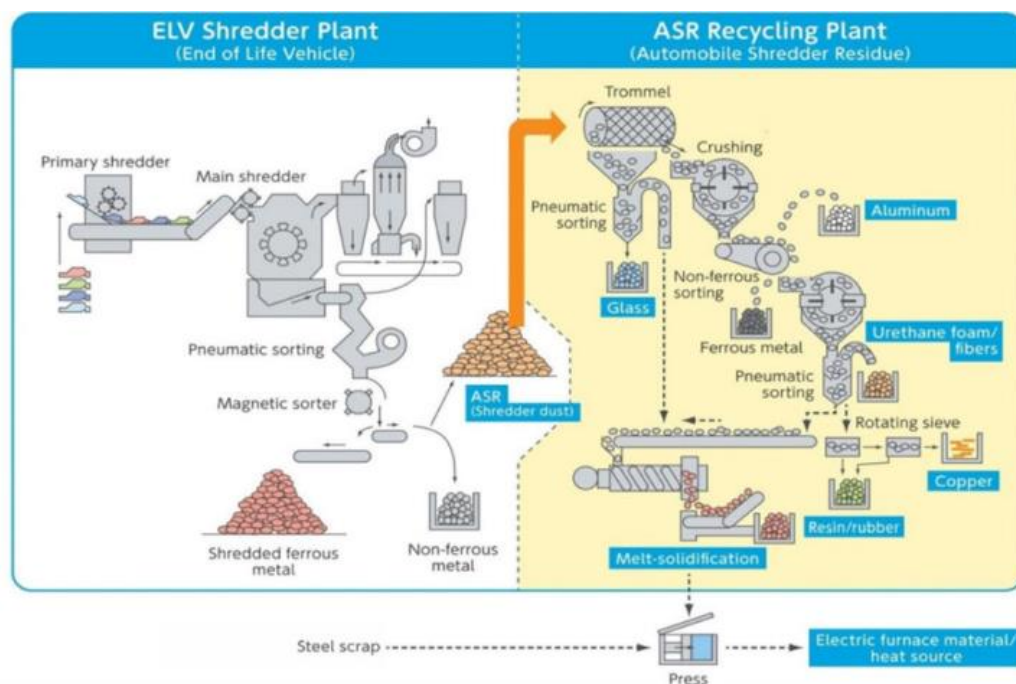 ELV Shredder Plant
(End of Life Vehicle)
ASR Recycling Plant
(Automobile Shredder Residue)
Trommel
Crushing
Primary shredder
Main shredder
Pneumatic
sorting
Aluminum
Non-ferrous
sorting
Glass
Ferrous metal
Urethane foam/
fibers
Pneumatic sorting
Pneumatic
sorting
Magnetic sorter
ASR
(Shredder dust)
Rotating sieve
Copper
Resin/rubber
Shredded ferrous
metal
Non-ferrous
metal
Melt-solidification
Steel scrap
Press
Electric furnace material/
heat source